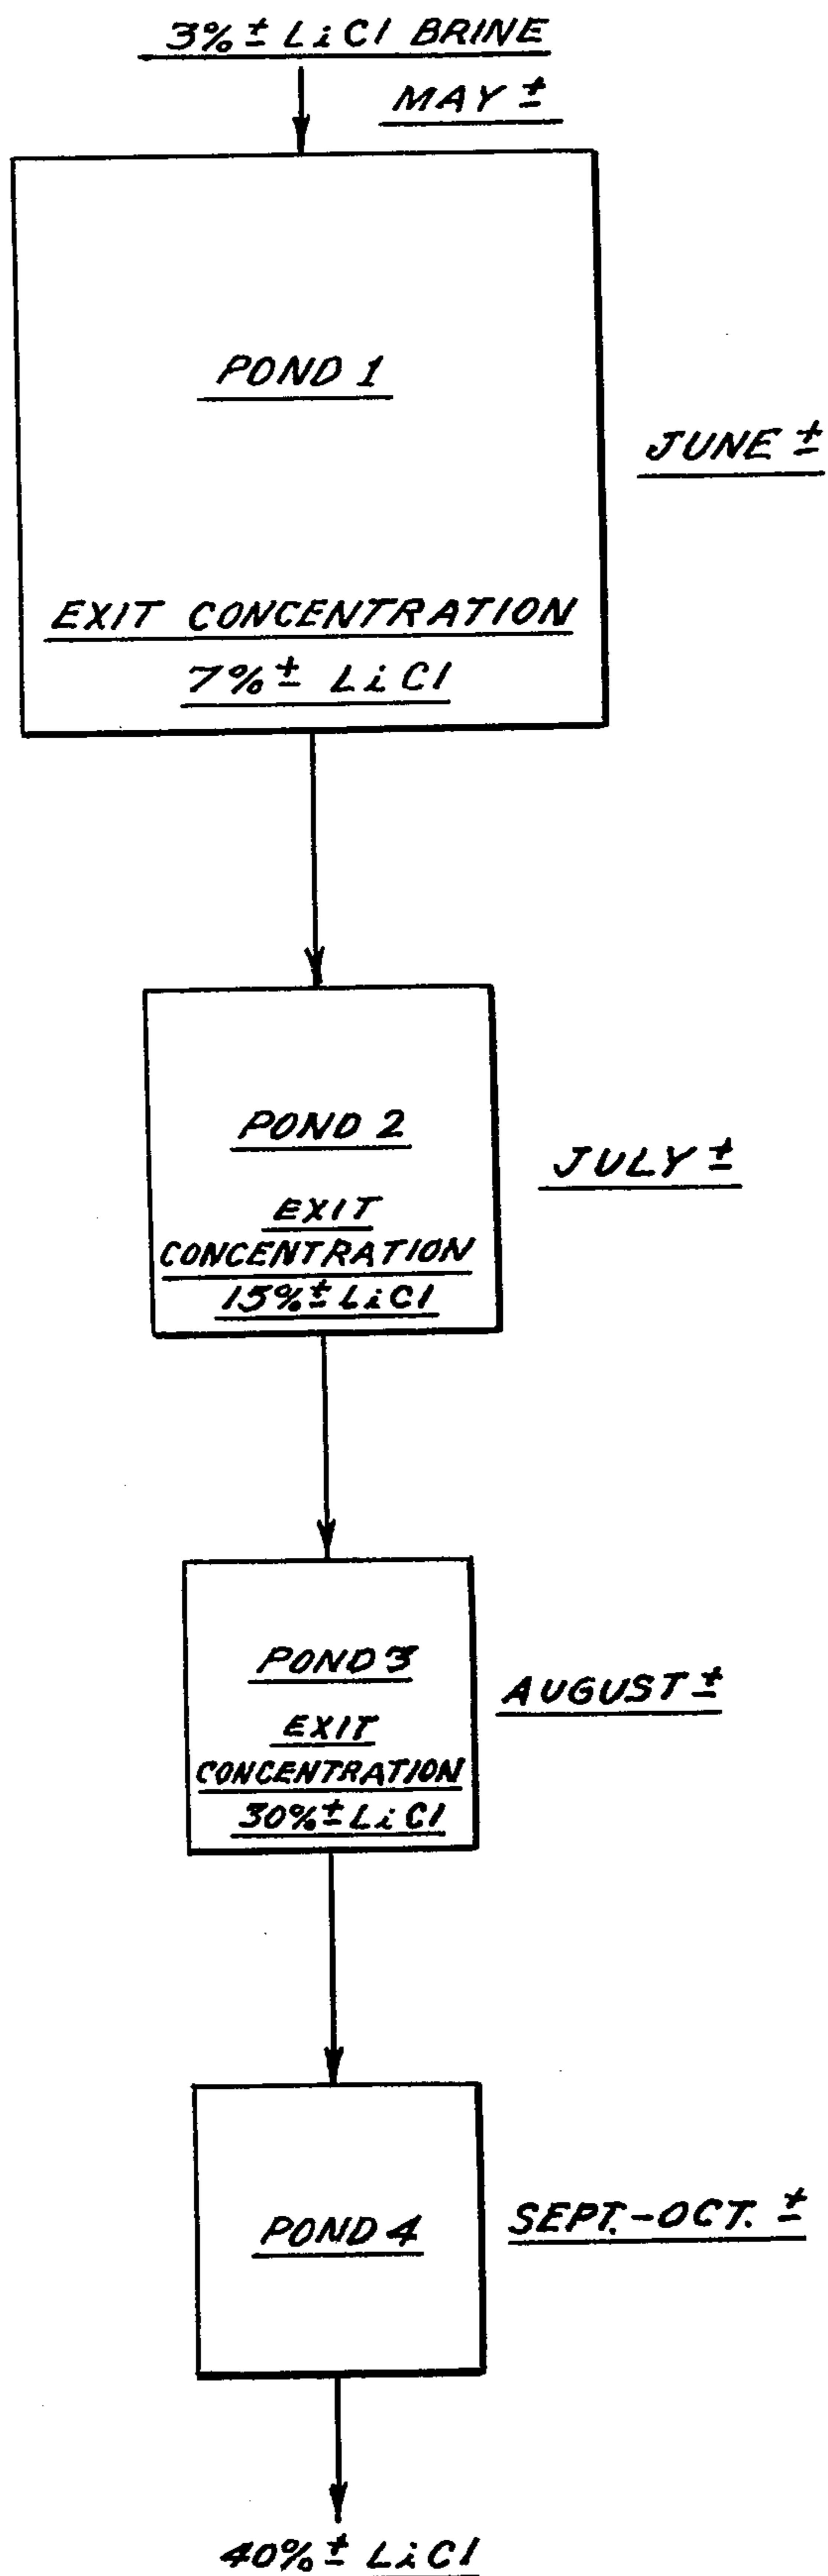 3% ± LiCl BRINE
MAY ±
POND 1
JUNE ±
EXIT CONCENTRATION
7% ± LiCl
POND 2
JULY ±
EXIT
CONCENTRATION
15% ± LiCl
POND 3
AUGUST ±
EXIT
CONCENTRATION
30% ± LiCl
POND 4
SEPT.-OCT. ±
40% ± LiCl